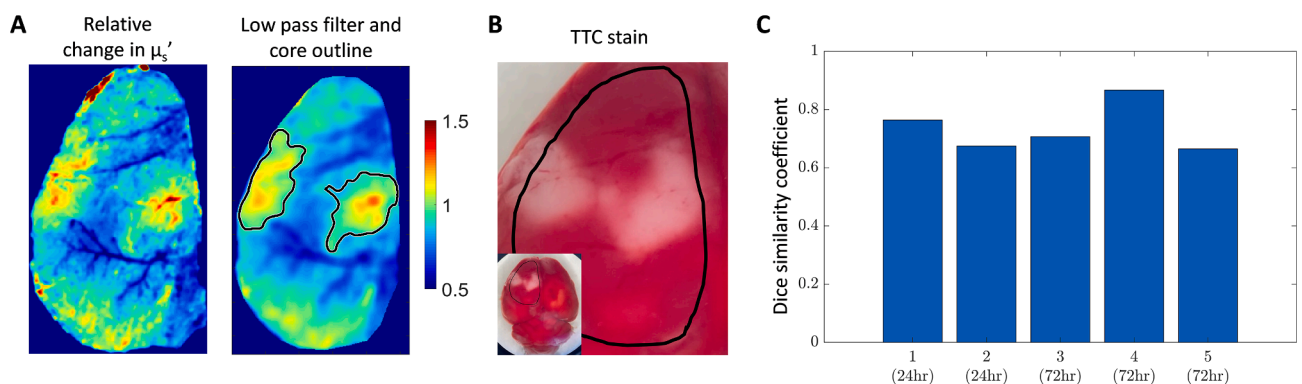 A
Relative
change in μs′
Low pass filter and
core outline
1.5
1
0.5
B
TTC stain
C
Dice similarity coefficient
1
0.8
0.6
0.4
0.2
0
1
(24hr)
2
(24hr)
3
(72hr)
4
(72hr)
5
(72hr)